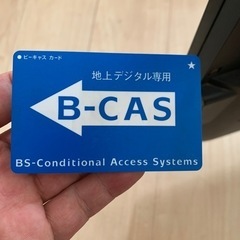 ビーキャス カード
地上デジタル専用
B-CAS
BS-Conditional Access Systems